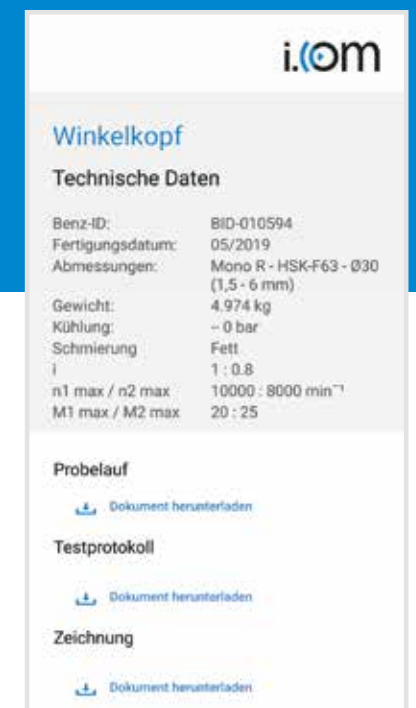 i.com
Winkelkopf
Technische Daten
Benz-ID: BID-010594
Fertigungsdatum: 05/2019
Abmessungen: Mono R - HSK-F63 - Ø30
(1,5 - 6 mm)
Gewicht: 4.974 kg
Kühlung: – 0 bar
Schmierung Fett
i 1 : 0.8
n1 max / n2 max 10000 : 8000 min⁻¹
M1 max / M2 max 20 : 25
Probelauf
Dokument herunterladen
Testprotokoll
Dokument herunterladen
Zeichnung
Dokument herunterladen